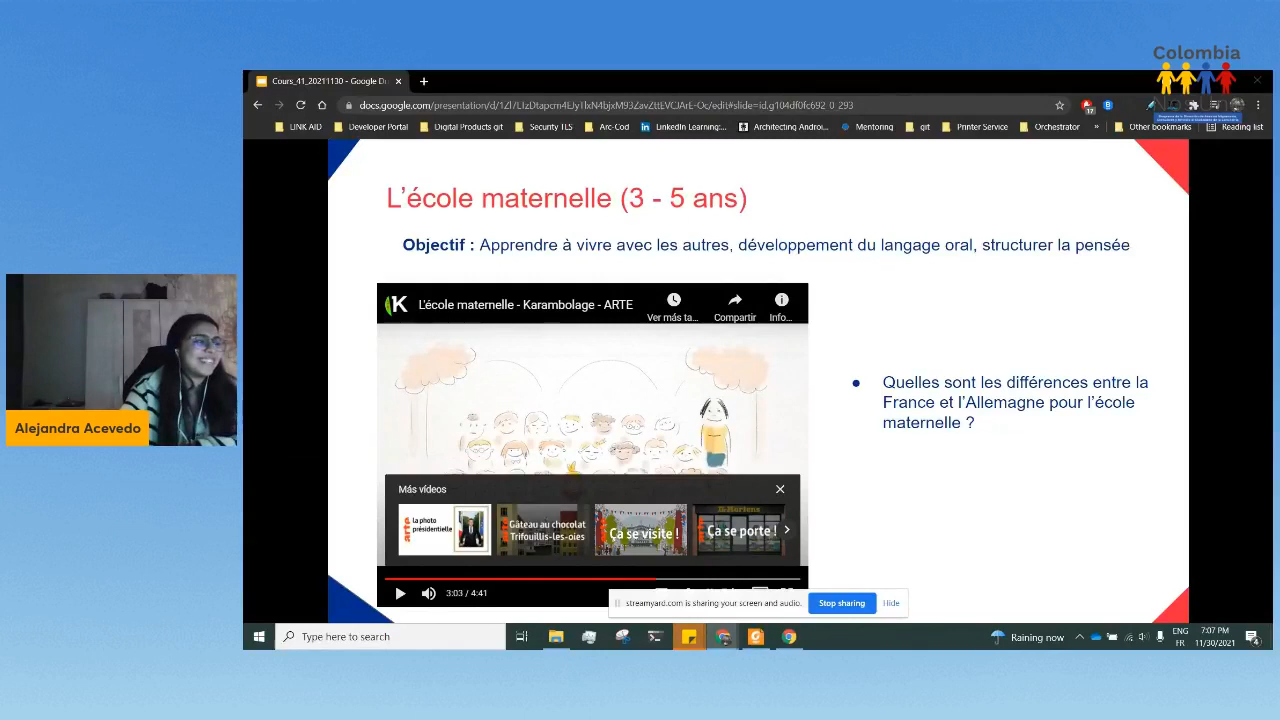 Colombia
Cours_41_20211130 - Google D
LINK AID
Developer Portal
Digital Products git
Security TLS
Arc-Cod
LinkedIn Learning:...
Architecting Androi...
Mentoring
git
Printer Service
Orchestrator
»
Other bookmarks
Reading list
L'école maternelle (3 - 5 ans)
Objectif : Apprendre à vivre avec les autres, développement du langage oral, structurer la pensée
K L'école maternelle - Karambolage - ARTE
Ver más ta...
Compartir
Info...
Más vídeos
arte la photo présidentielle
Gâteau au chocolat
Trifouillis-les-oies
Ça se visite !
Ça se porte !
3:03 / 4:41
● Quelles sont les différences entre la
France et l'Allemagne pour l'école
maternelle ?
streamyard.com is sharing your screen and audio.
Stop sharing
Hide
Alejandra Acevedo
Type here to search
Raining now
ENG
FR
7:07 PM
11/30/2021